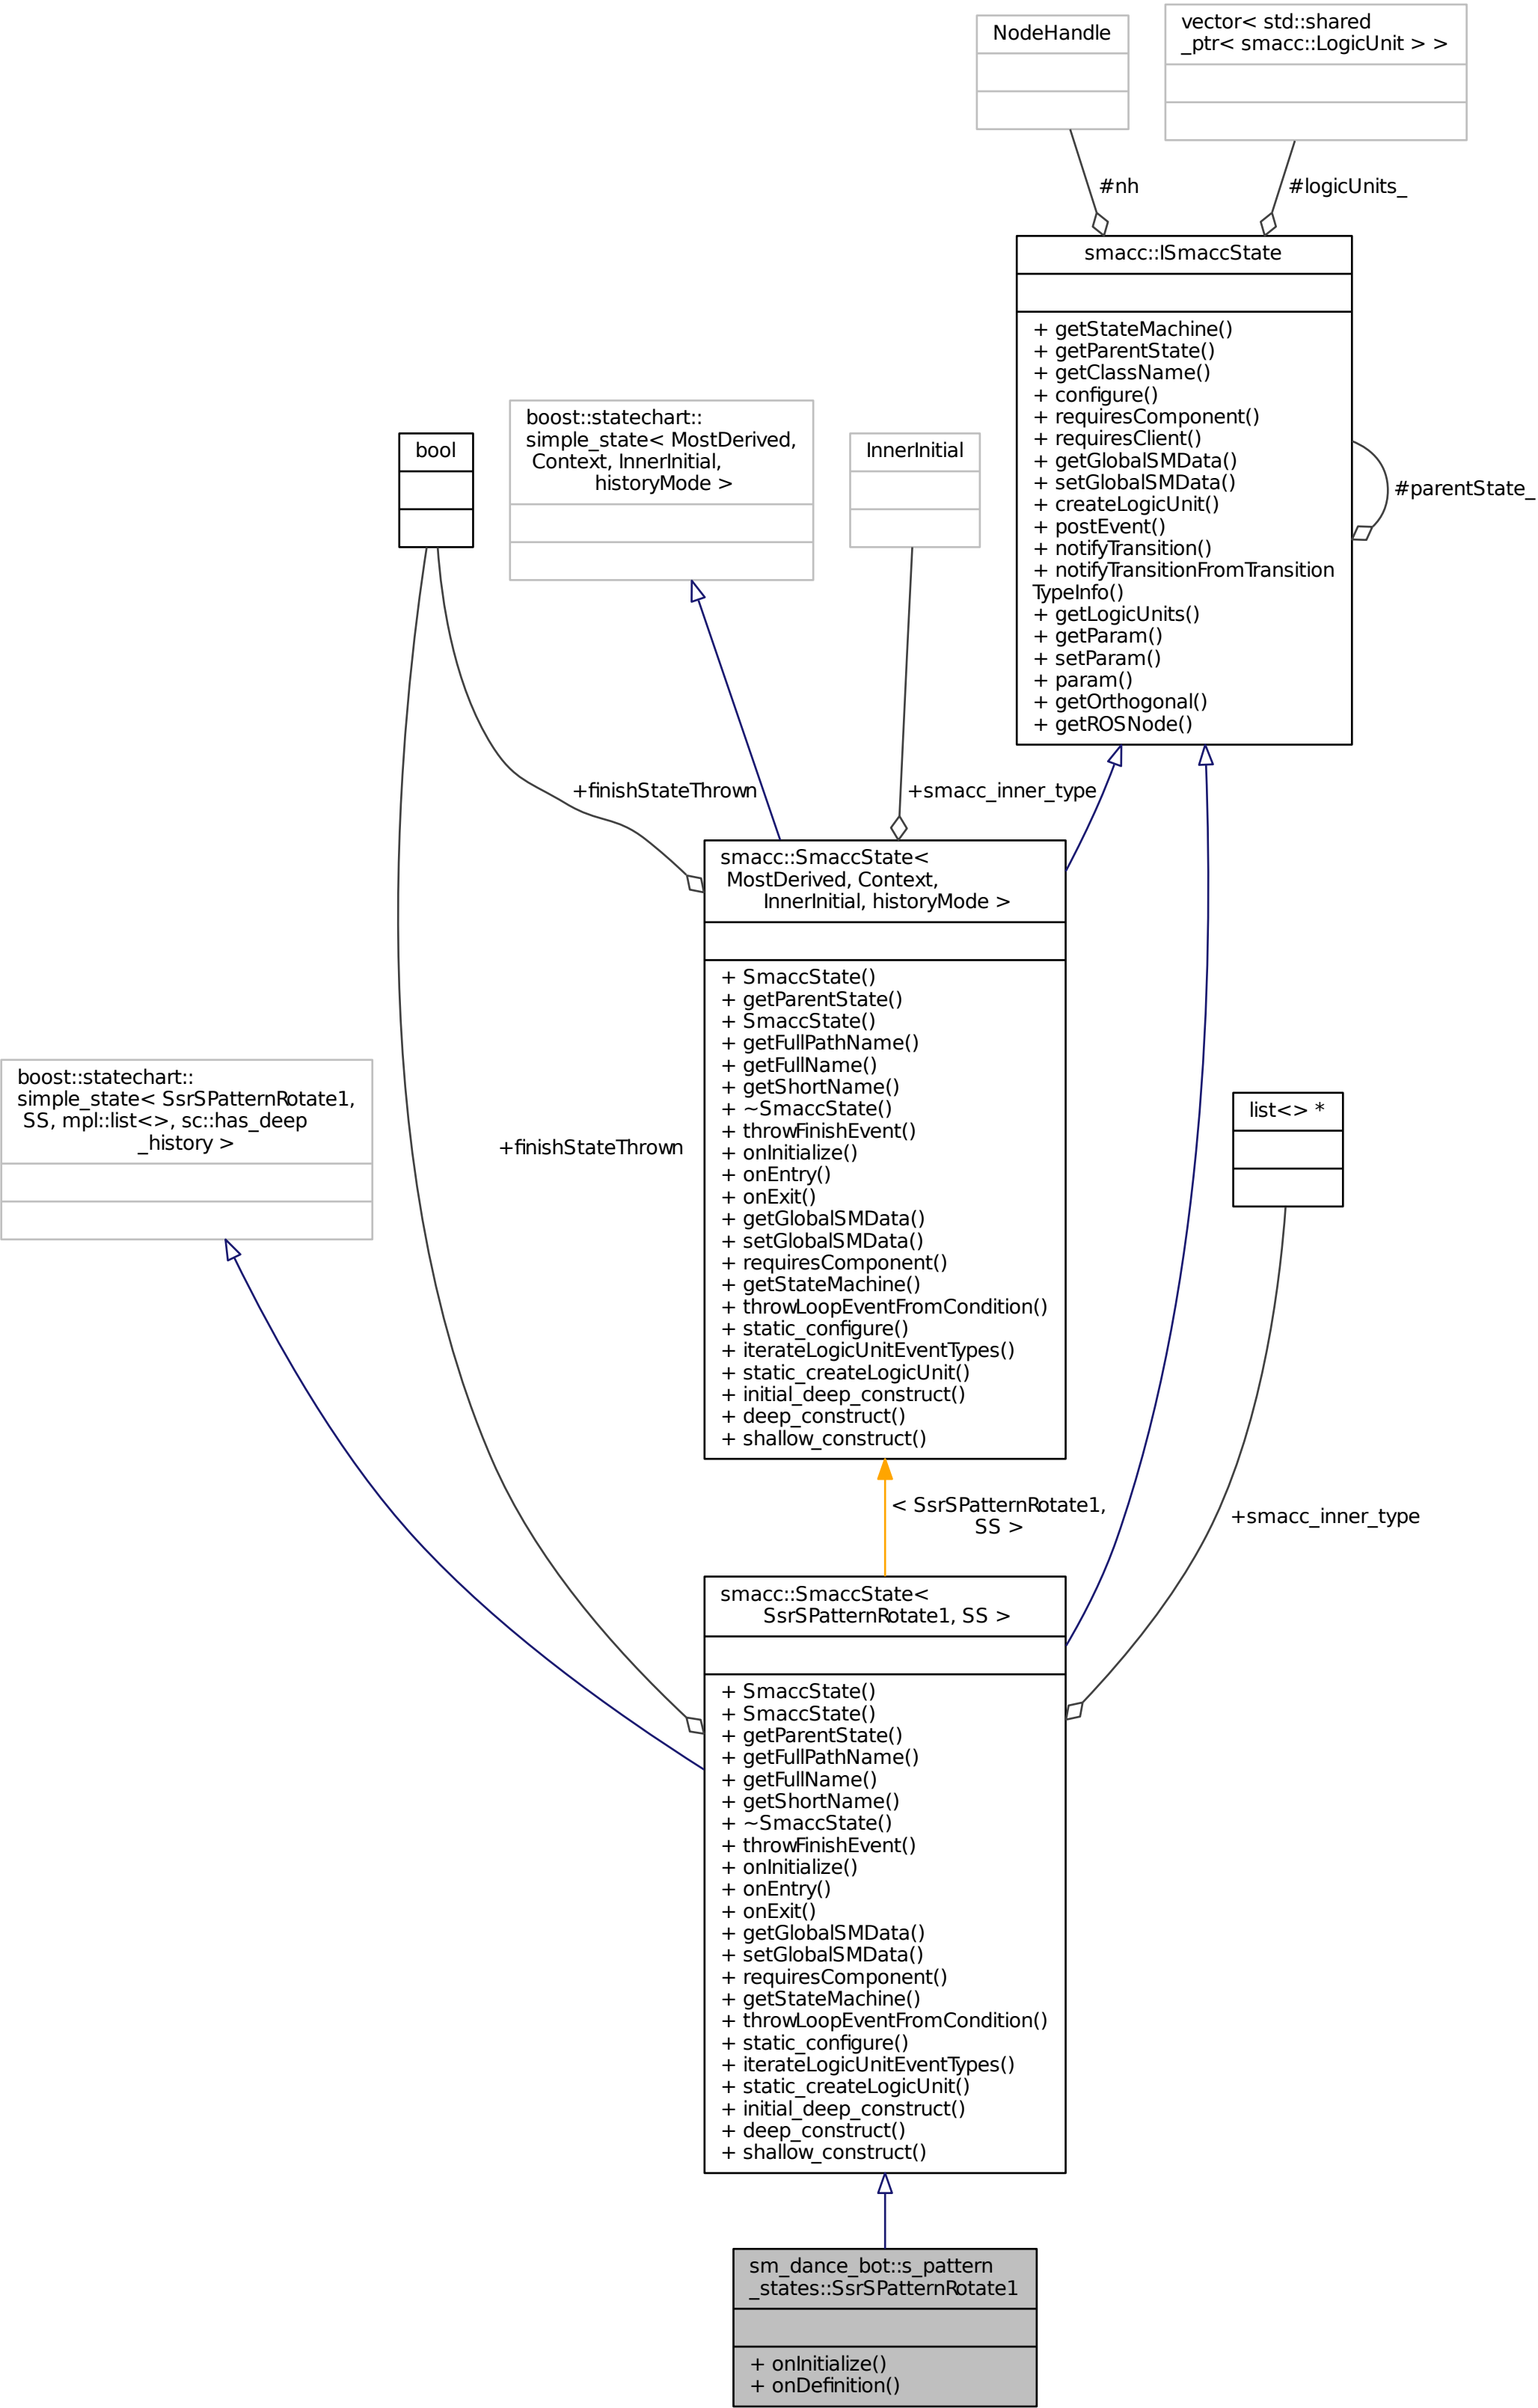 NodeHandle
vector< std::shared
_ptr< smacc::LogicUnit > >
#nh
#logicUnits_
smacc::ISmaccState
+ getStateMachine()
+ getParentState()
+ getClassName()
+ configure()
+ requiresComponent()
+ requiresClient()
+ getGlobalSMData()
+ setGlobalSMData()
+ createLogicUnit()
+ postEvent()
+ notifyTransition()
+ notifyTransitionFromTransition
TypeInfo()
+ getLogicUnits()
+ getParam()
+ setParam()
+ param()
+ getOrthogonal()
+ getROSNode()
#parentState_
bool
boost::statechart::
simple_state< MostDerived,
Context, InnerInitial,
historyMode >
InnerInitial
+finishStateThrown
+smacc_inner_type
smacc::SmaccState<
MostDerived, Context,
InnerInitial, historyMode >
+ SmaccState()
+ getParentState()
+ SmaccState()
+ getFullPathName()
+ getFullName()
+ getShortName()
+ ~SmaccState()
+ throwFinishEvent()
+ onInitialize()
+ onEntry()
+ onExit()
+ getGlobalSMData()
+ setGlobalSMData()
+ requiresComponent()
+ getStateMachine()
+ throwLoopEventFromCondition()
+ static_configure()
+ iterateLogicUnitEventTypes()
+ static_createLogicUnit()
+ initial_deep_construct()
+ deep_construct()
+ shallow_construct()
boost::statechart::
simple_state< SsrSPatternRotate1,
SS, mpl::list<>, sc::has_deep
_history >
+finishStateThrown
list<> *
< SsrSPatternRotate1,
SS >
+smacc_inner_type
smacc::SmaccState<
SsrSPatternRotate1, SS >
+ SmaccState()
+ SmaccState()
+ getParentState()
+ getFullPathName()
+ getFullName()
+ getShortName()
+ ~SmaccState()
+ throwFinishEvent()
+ onInitialize()
+ onEntry()
+ onExit()
+ getGlobalSMData()
+ setGlobalSMData()
+ requiresComponent()
+ getStateMachine()
+ throwLoopEventFromCondition()
+ static_configure()
+ iterateLogicUnitEventTypes()
+ static_createLogicUnit()
+ initial_deep_construct()
+ deep_construct()
+ shallow_construct()
sm_dance_bot::s_pattern
_states::SsrSPatternRotate1
+ onInitialize()
+ onDefinition()